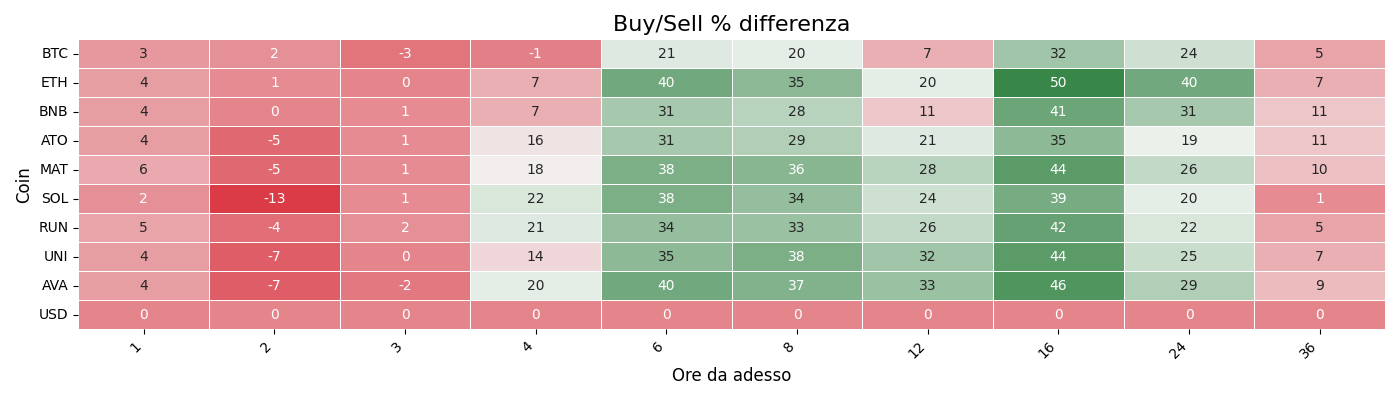 Buy/Sell % differenza
Coin
BTC 3 2 -3 -1 21 20 7 32 24 5
ETH 4 1 0 7 40 35 20 50 40 7
BNB 4 0 1 7 31 28 11 41 31 11
ATO 4 -5 1 16 31 29 21 35 19 11
MAT 6 -5 1 18 38 36 28 44 26 10
SOL 2 -13 1 22 38 34 24 39 20 1
RUN 5 -4 2 21 34 33 26 42 22 5
UNI 4 -7 0 14 35 38 32 44 25 7
AVA 4 -7 -2 20 40 37 33 46 29 9
USD 0 0 0 0 0 0 0 0 0 0
1 2 3 4 6 8 12 16 24 36
Ore da adesso